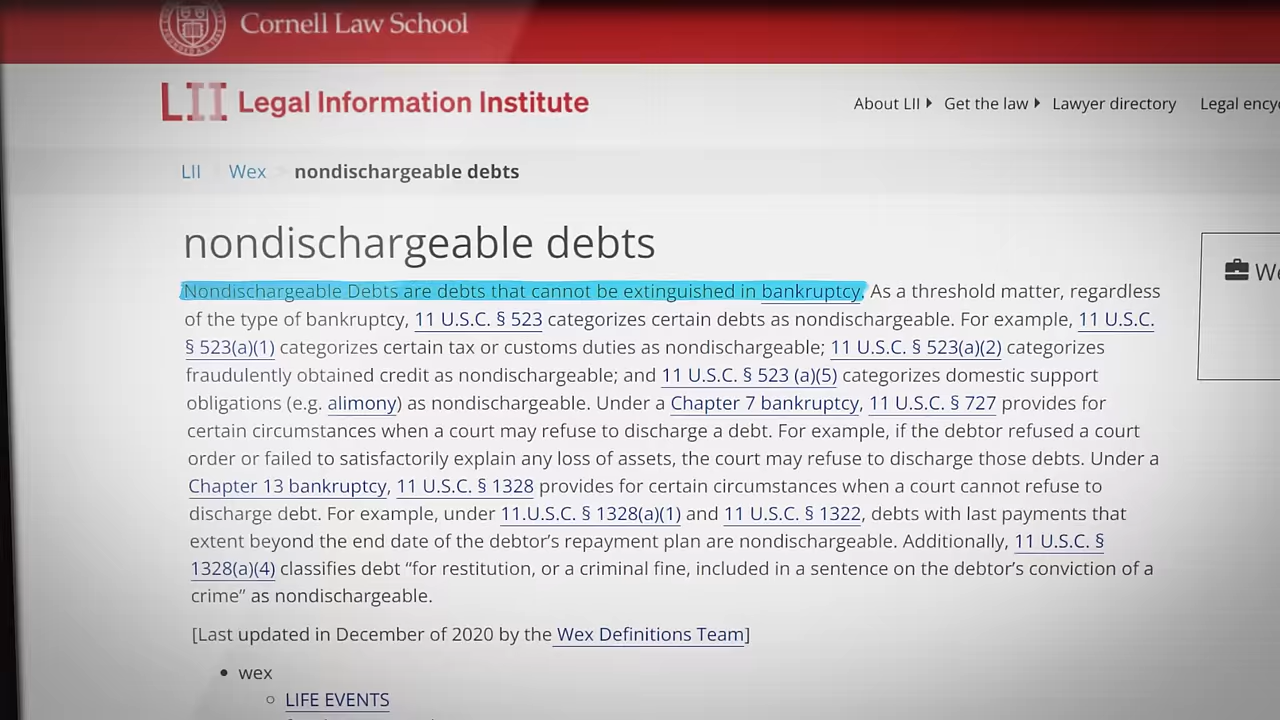 Cornell Law School
LII Legal Information Institute
About LII Get the law Lawyer directory Legal ency
LII Wex nondischargeable debts
nondischargeable debts
Nondischargeable Debts are debts that cannot be extinguished in bankruptcy. As a threshold matter, regardless
of the type of bankruptcy, 11 U.S.C. § 523 categorizes certain debts as nondischargeable. For example, 11 U.S.C.
§ 523(a)(1) categorizes certain tax or customs duties as nondischargeable; 11 U.S.C. § 523(a)(2) categorizes
fraudulently obtained credit as nondischargeable; and 11 U.S.C. § 523 (a)(5) categorizes domestic support
obligations (e.g. alimony) as nondischargeable. Under a Chapter 7 bankruptcy, 11 U.S.C. § 727 provides for
certain circumstances when a court may refuse to discharge a debt. For example, if the debtor refused a court
order or failed to satisfactorily explain any loss of assets, the court may refuse to discharge those debts. Under a
Chapter 13 bankruptcy, 11 U.S.C. § 1328 provides for certain circumstances when a court cannot refuse to
discharge debt. For example, under 11.U.S.C. § 1328(a)(1) and 11 U.S.C. § 1322, debts with last payments that
extent beyond the end date of the debtor's repayment plan are nondischargeable. Additionally, 11 U.S.C. §
1328(a)(4) classifies debt “for restitution, or a criminal fine, included in a sentence on the debtor's conviction of a
crime” as nondischargeable.
[Last updated in December of 2020 by the Wex Definitions Team]
wex
LIFE EVENTS